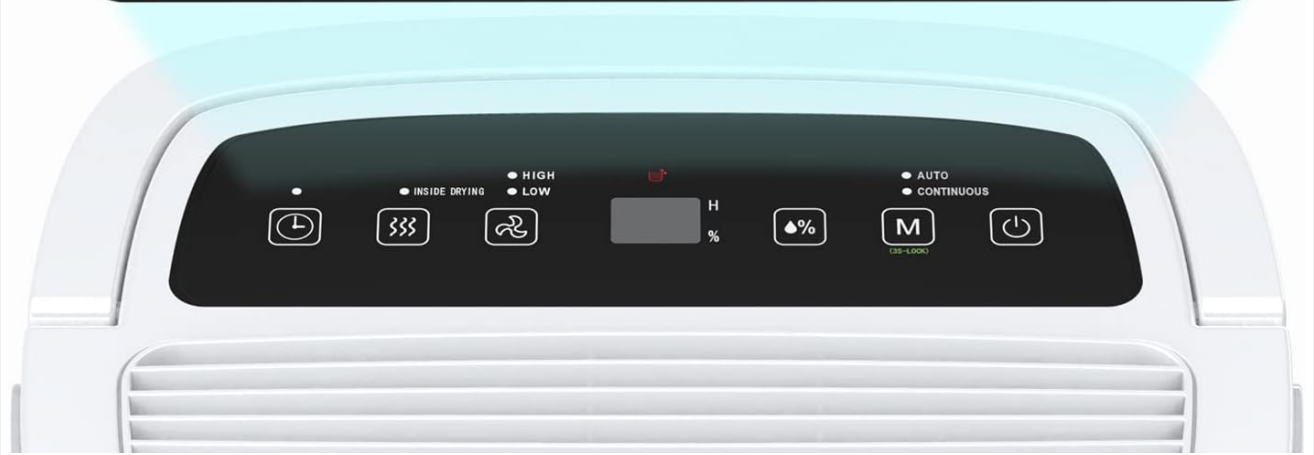 HIGH
INSIDE DRYING
LOW
H
%
%
AUTO
CONTINUOUS
M
(3S-LOCK)